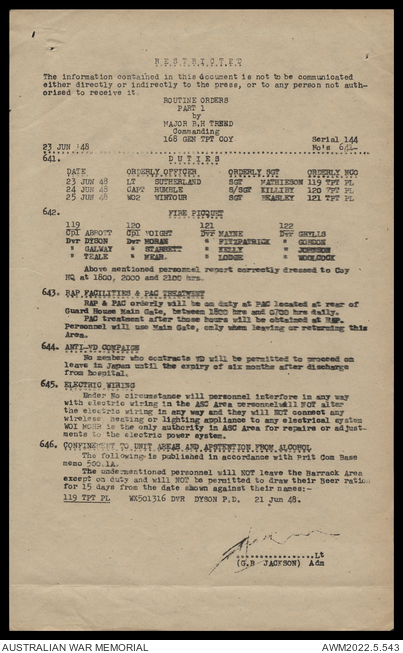 RESTRICTED
The information contained in this document is not to be communicated
either directly or indirectly to the press, or to any person not auth-
orised to receive it.
ROUTINE ORDERS
PART 1
by
MAJOR R.H TREED
Commanding
168 GEN TPT COY Serial 144
23 JUN 48 No's 641-
641. DUTIES
DATE ORDERLY OFFICER ORDERLY SGT ORDERLY NCO
23 JUN 48 LT SUTHERLAND SGT MATHIESON 119 TPT PL
24 JUN 48 CAPT RUMBLE S/SGT KILLIBY 120 TPT PL
25 JUN 48 WO2 WINTOUR SGT BEASLEY 121 TPT PL
642. FIRE PICQUET
119 120 121 122
Cpl ABBOTT Cpl VOIGHT Dvr MAYNE Dvr GHYLLS
Dvr DYSON Dvr MORAN " FITZPATRICK " GORDON
" GALWAY " STARRETT " KELLY " JOHNSON
" TEALE " WEAR. " LODGE " WOOLCOCK
Above mentioned personnel report correctly dressed to Coy
HQ at 1800, 2000 and 2100 hrs.
643. RAP FACILITIES & PAC TREATMENT
RAP & PAC orderly will be on duty at PAC located at rear of
Guard House Main Gate, between 1800 hrs and 0700 hrs daily.
PAC treatment after those hours will be obtained at RAP.
Personnel will use Main Gate, only when leaving or returning this
Area.
644. ANTI-VD COMPAIGN
No member who contracts VD will be permitted to proceed on
leave in Japan until the expiry of six months after discharge
from hospital.
645. ELECTRIC WIRING
Under No circumstance will personnel interfere in any way
with electric wiring in the ASC Area personnel will NOT alter
the electric wiring in any way and they will NOT connect any
wireless, heating or lighting appliance to any electrical system
WOI MOHR is the only authority in ASC Area for repairs or adjust-
ments to the electric power system.
646. CONFINEMENT TO UNIT AREAS AND ABSTENTION FROM ALCOHOL
The following is published in accordance with Brit Com Base
memo 500.1A.
The undermentioned personnel will NOT leave the Barrack Area
except on duty and will NOT be permitted to draw their Beer ration
for 15 days from the date shown against their names:-
119 TPT PL WX501316 DVR DYSON P.D. 21 Jun 48.
................Lt
(G.B JACKSON) Adm
AUSTRALIAN WAR MEMORIAL AWM2022.5.543